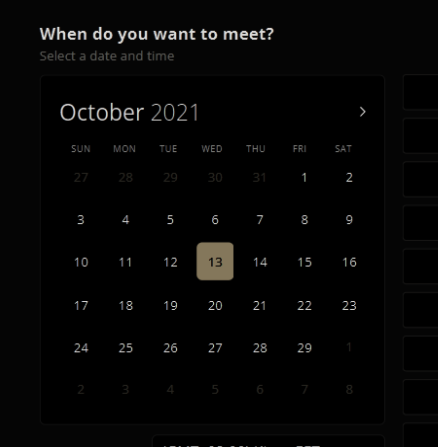 When do you want to meet?
Select a date and time
October 2021
SUN MON TUE WED THU FRI SAT
27 28 29 30 31 1 2
3 4 5 6 7 8 9
10 11 12 13 14 15 16
17 18 19 20 21 22 23
24 25 26 27 28 29 1
2 3 4 5 6 7 8